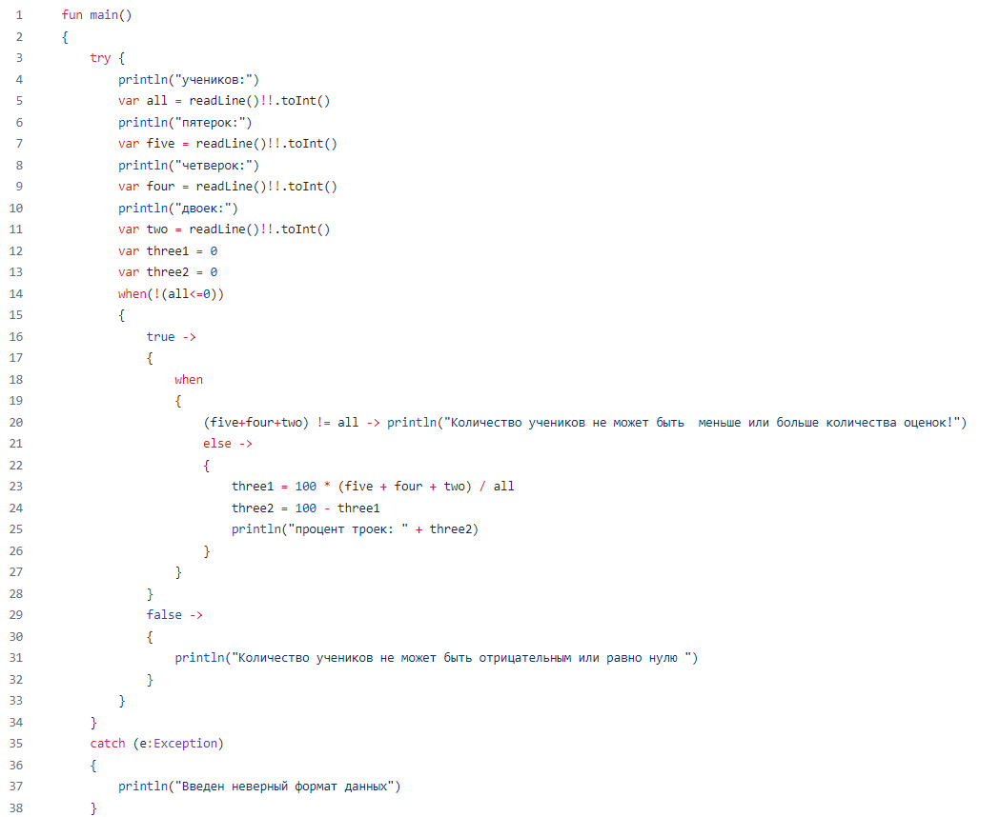 1 fun main()
2 {
3 try {
4 println("учеников:")
5 var all = readLine()!!.toInt()
6 println("пятерок:")
7 var five = readLine()!!.toInt()
8 println("четверок:")
9 var four = readLine()!!.toInt()
10 println("двоек:")
11 var two = readLine()!!.toInt()
12 var three1 = 0
13 var three2 = 0
14 when(!(all<=0))
15 {
16 true ->
17 {
18 when
19 {
20 (five+four+two) != all -> println("Количество учеников не может быть  меньше или больше количества оценок!")
21 else ->
22 {
23 three1 = 100 * (five + four + two) / all
24 three2 = 100 - three1
25 println("процент троек: " + three2)
26 }
27 }
28 }
29 false ->
30 {
31 println("Количество учеников не может быть отрицательным или равно нулю ")
32 }
33 }
34 }
35 catch (e:Exception)
36 {
37 println("Введен неверный формат данных")
38 }